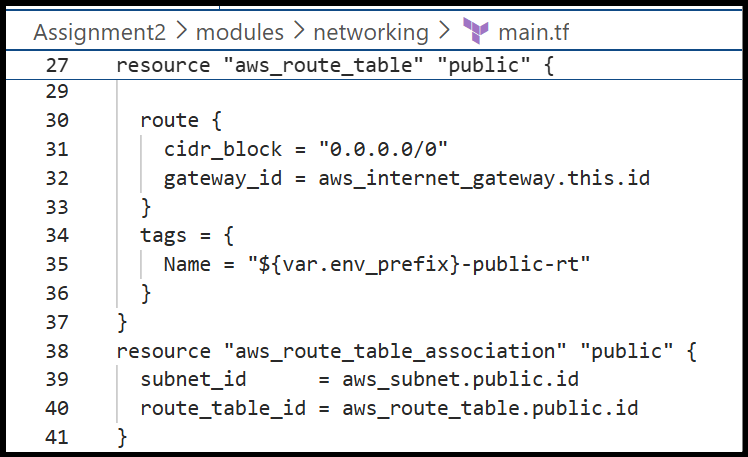 Assignment2 > modules > networking > main.tf
27 resource "aws_route_table" "public" {
29
30   route {
31     cidr_block = "0.0.0.0/0"
32     gateway_id = aws_internet_gateway.this.id
33   }
34   tags = {
35     Name = "${var.env_prefix}-public-rt"
36   }
37 }
38 resource "aws_route_table_association" "public" {
39   subnet_id      = aws_subnet.public.id
40   route_table_id = aws_route_table.public.id
41 }